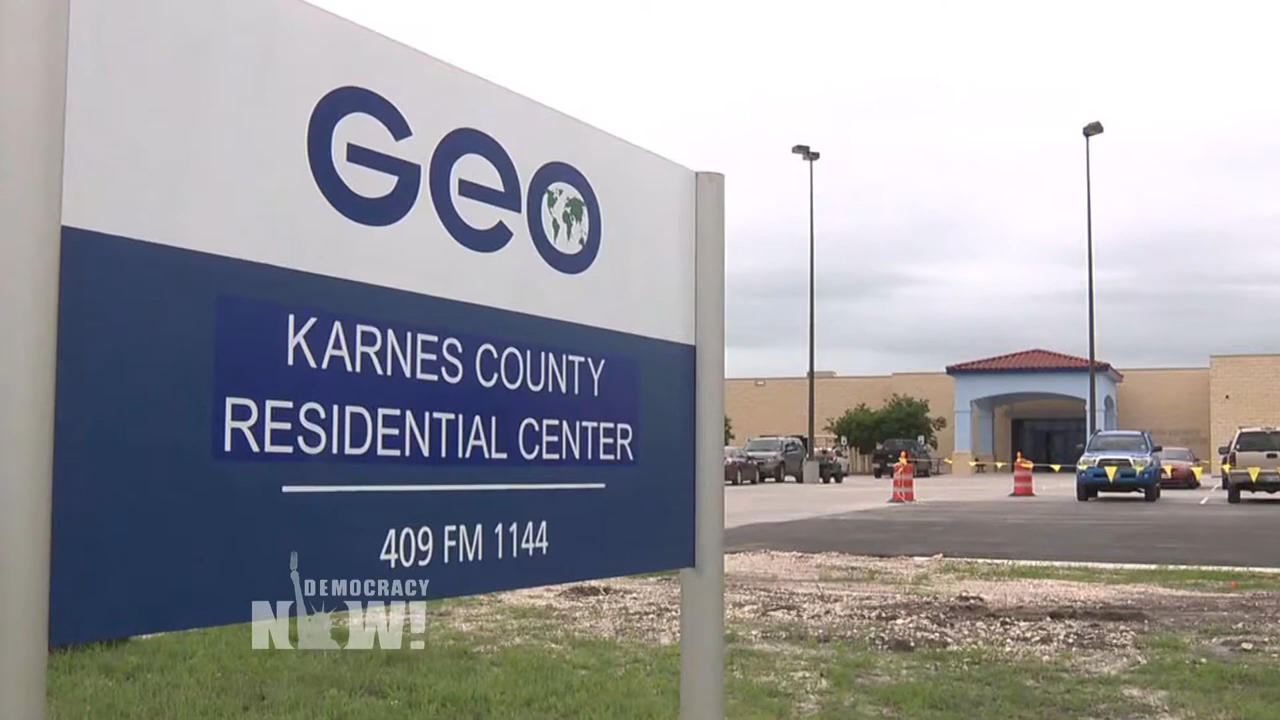 GEO
KARNES COUNTY
RESIDENTIAL CENTER
409 FM 1144
DEMOCRACY
NOW!